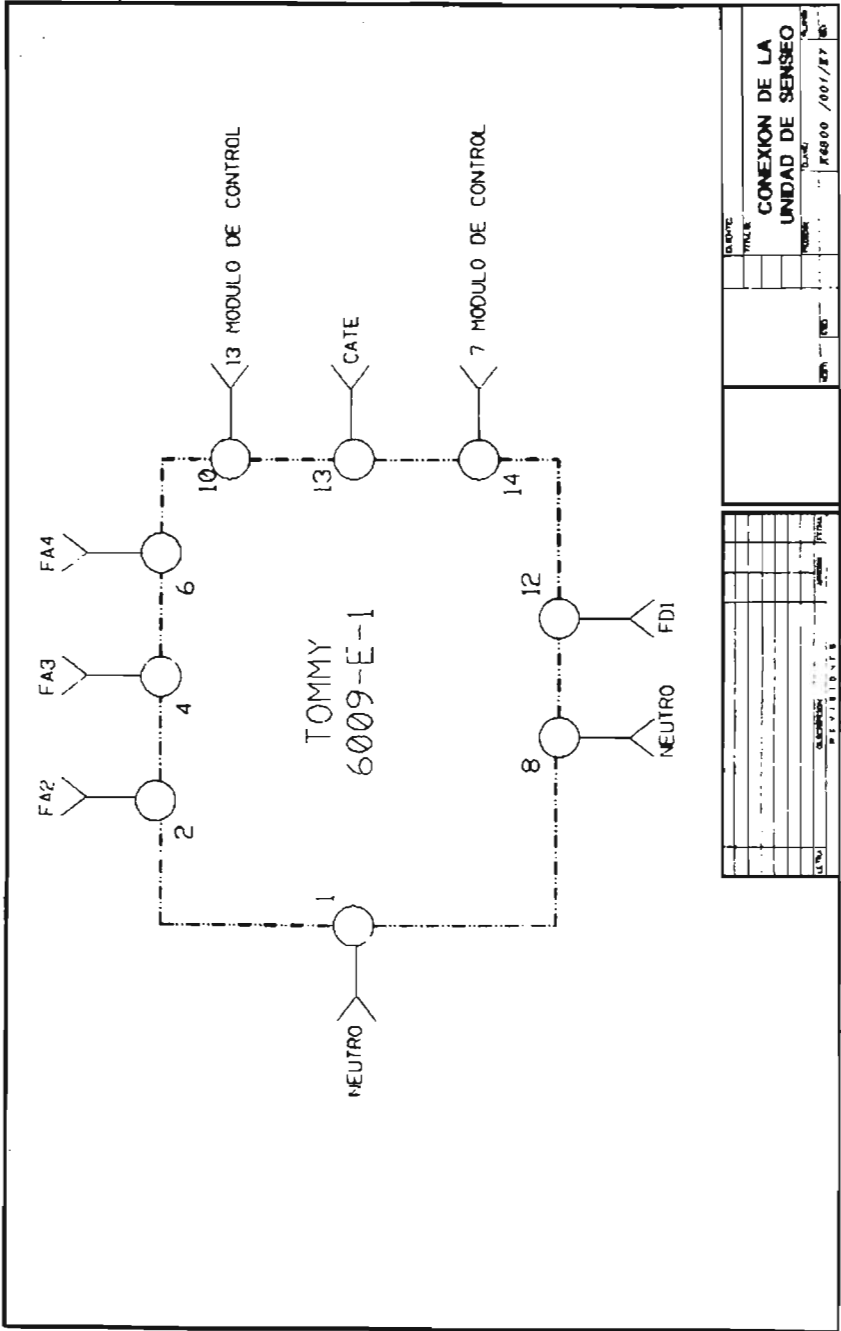 FA2
FA3
FA4
2
4
6
NEUTRO
1
TOMMY
6009-E-1
10
13 MODULO DE CONTROL
13
CATE
14
7 MODULO DE CONTROL
8
NEUTRO
12
FD1
CONEXION DE LA
UNIDAD DE SENSEO
REVISIONES